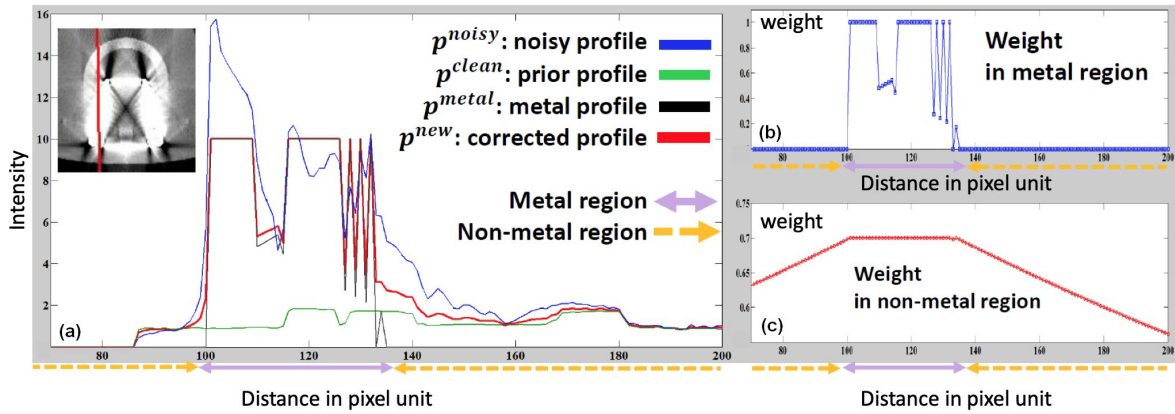 16
14
12
10
8
6
4
2
Intensity
p^noisy: noisy profile
p^clean: prior profile
p^metal: metal profile
p^new: corrected profile
Metal region
Non-metal region
(a)
80 100 120 140 160 180 200
Distance in pixel unit
weight
1
0.8
0.6
0.4
0.2
0
Weight
in metal region
(b)
80 100 120 140 160 180 200
Distance in pixel unit
weight
0.75
0.7
0.65
0.6
Weight
in non-metal region
(c)
80 100 120 140 160 180 200
Distance in pixel unit